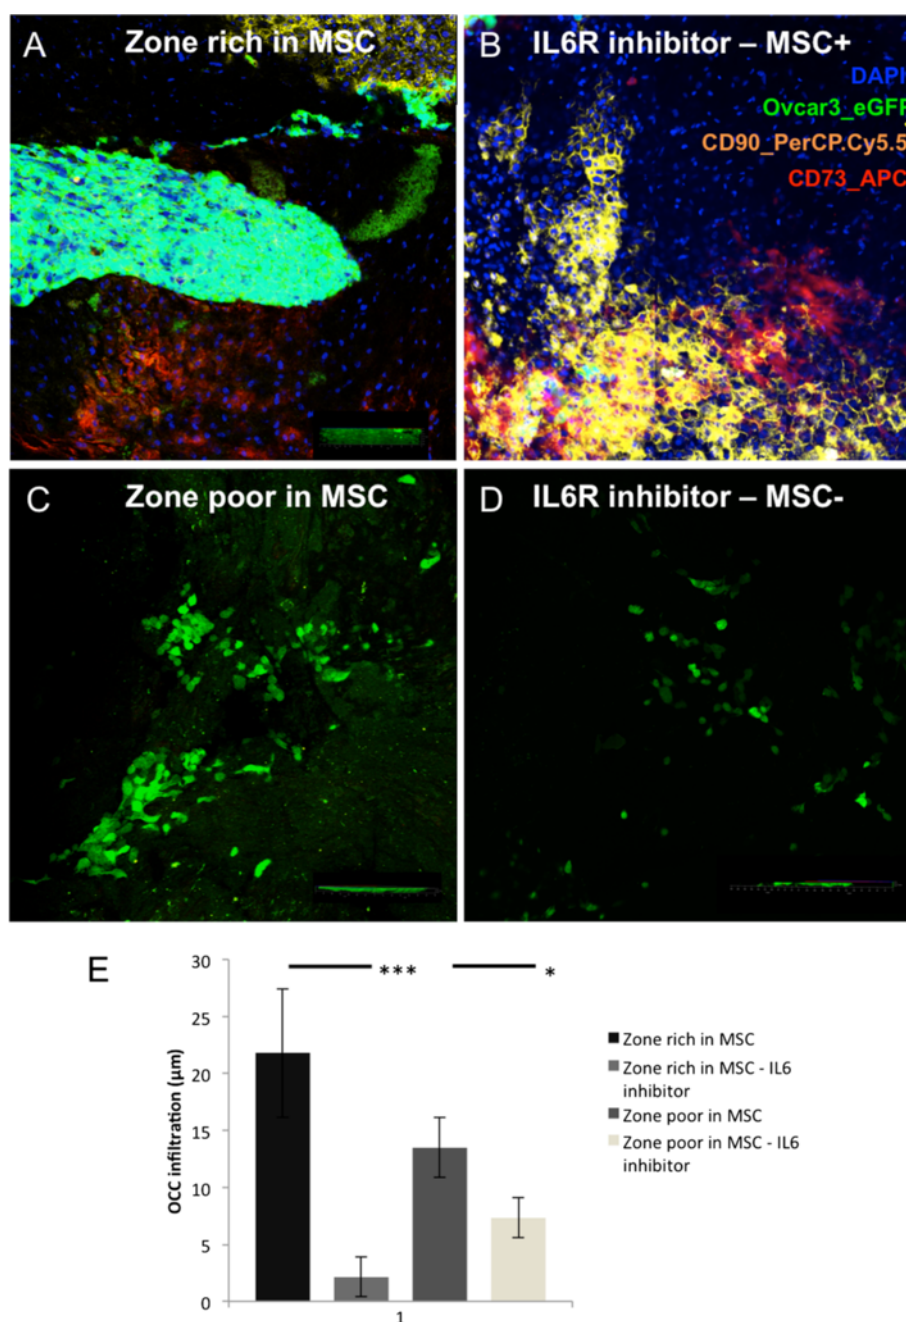 A Zone rich in MSC
B IL6R inhibitor – MSC+
DAPI
Ovcar3_eGFP
CD90_PerCP.Cy5.5
CD73_APC
C Zone poor in MSC
D IL6R inhibitor – MSC-
E
***
*
30
25
20
15
10
5
0
OCC infiltration (µm)
1
Zone rich in MSC
Zone rich in MSC - IL6
inhibitor
Zone poor in MSC
Zone poor in MSC - IL6
inhibitor